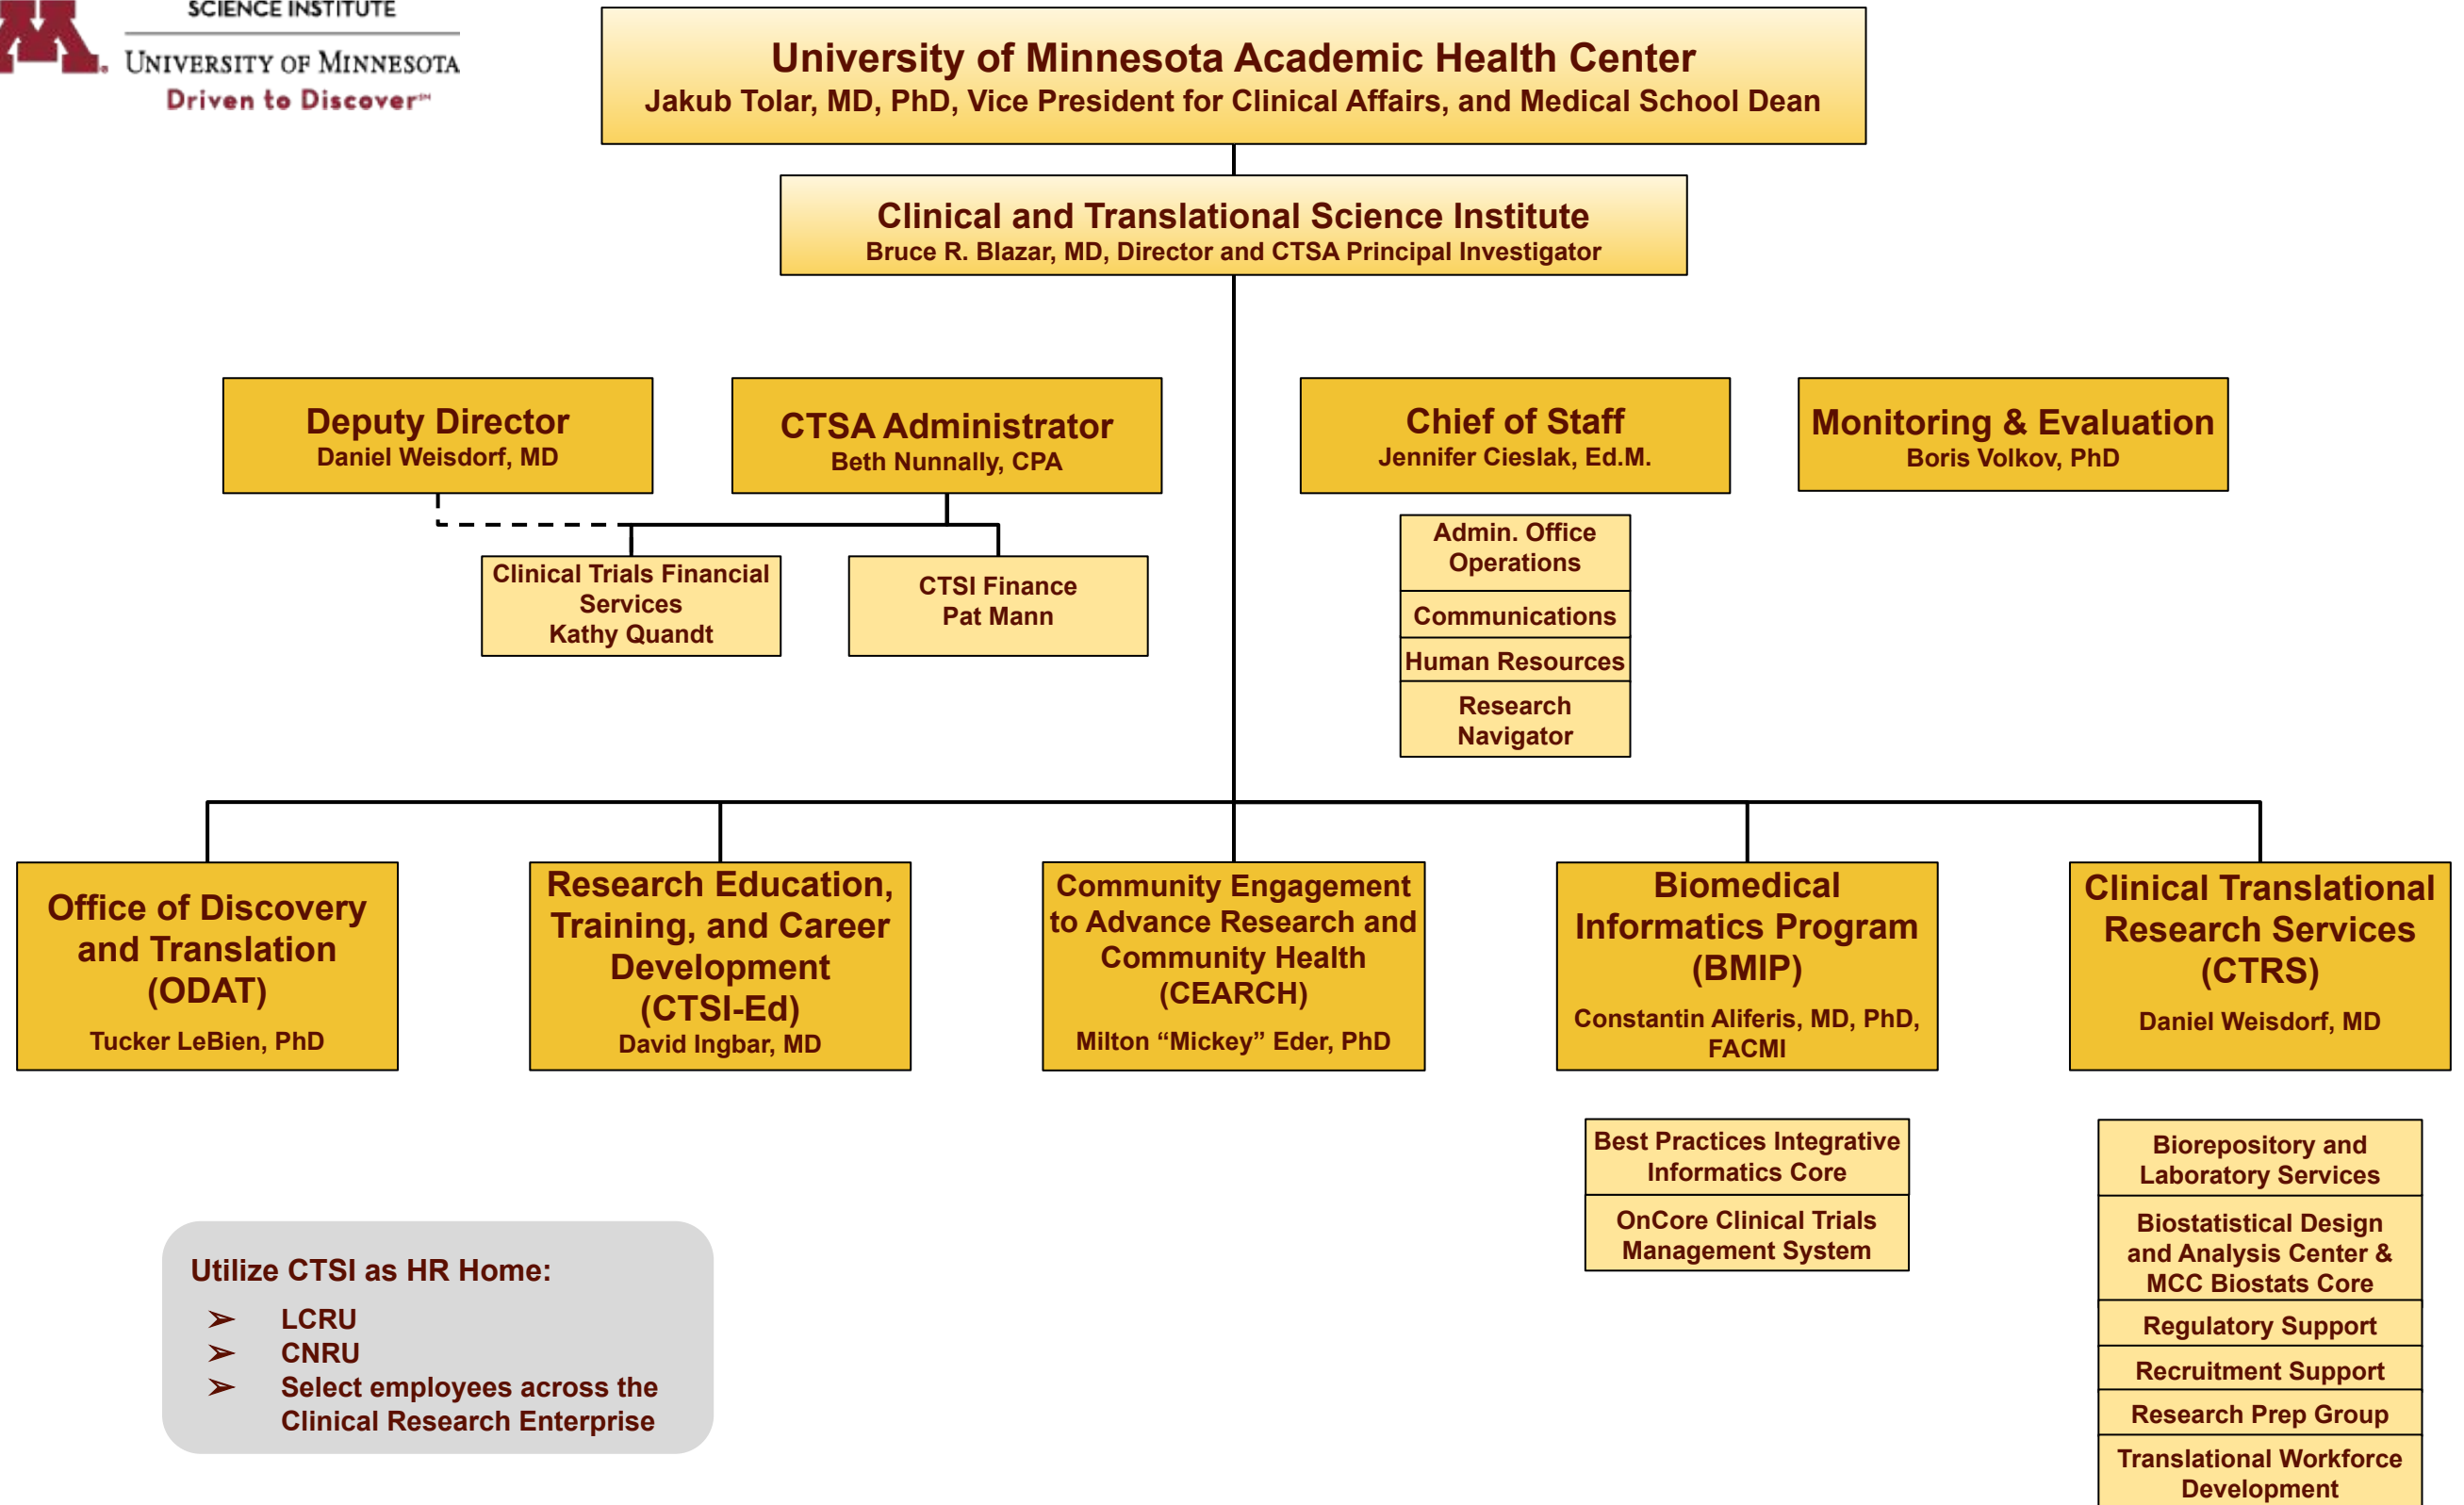 SCIENCE INSTITUTE
UNIVERSITY OF MINNESOTA
Driven to Discover℠
University of Minnesota Academic Health Center
Jakub Tolar, MD, PhD, Vice President for Clinical Affairs, and Medical School Dean
Clinical and Translational Science Institute
Bruce R. Blazar, MD, Director and CTSA Principal Investigator
Deputy Director
Daniel Weisdorf, MD
CTSA Administrator
Beth Nunnally, CPA
Chief of Staff
Jennifer Cieslak, Ed.M.
Monitoring & Evaluation
Boris Volkov, PhD
Clinical Trials Financial
Services
Kathy Quandt
CTSI Finance
Pat Mann
Admin. Office
Operations
Communications
Human Resources
Research
Navigator
Office of Discovery
and Translation
(ODAT)
Tucker LeBien, PhD
Research Education,
Training, and Career
Development
(CTSI-Ed)
David Ingbar, MD
Community Engagement
to Advance Research and
Community Health
(CEARCH)
Milton “Mickey” Eder, PhD
Biomedical
Informatics Program
(BMIP)
Constantin Aliferis, MD, PhD,
FACMI
Clinical Translational
Research Services
(CTRS)
Daniel Weisdorf, MD
Best Practices Integrative
Informatics Core
OnCore Clinical Trials
Management System
Biorepository and
Laboratory Services
Biostatistical Design
and Analysis Center &
MCC Biostats Core
Regulatory Support
Recruitment Support
Research Prep Group
Translational Workforce
Development
Utilize CTSI as HR Home:
➢ LCRU
➢ CNRU
➢ Select employees across the
Clinical Research Enterprise